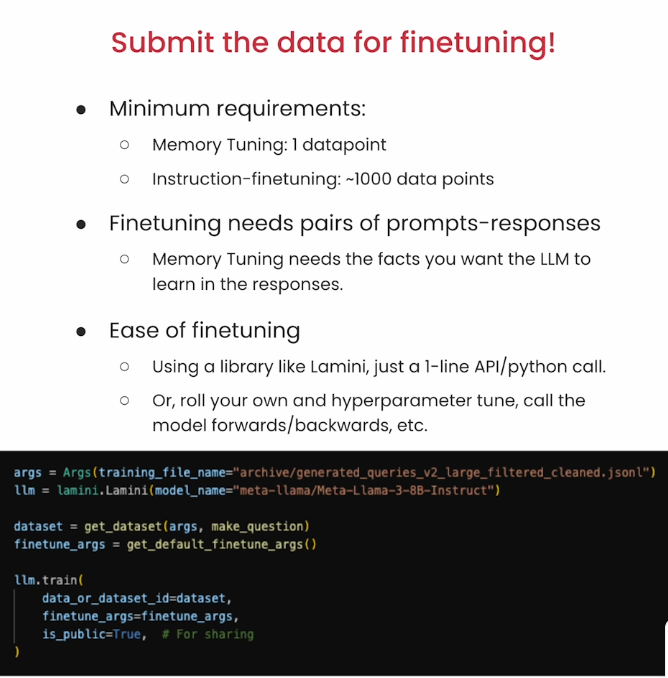 Submit the data for finetuning!
● Minimum requirements:
○ Memory Tuning: 1 datapoint
○ Instruction-finetuning: ~1000 data points
● Finetuning needs pairs of prompts-responses
○ Memory Tuning needs the facts you want the LLM to
learn in the responses.
● Ease of finetuning
○ Using a library like Lamini, just a 1-line API/python call.
○ Or, roll your own and hyperparameter tune, call the
model forwards/backwards, etc.
args = Args(training_file_name="archive/generated_queries_v2_large_filtered_cleaned.jsonl")
llm = lamini.Lamini(model_name="meta-llama/Meta-Llama-3-8B-Instruct")
dataset = get_dataset(args, make_question)
finetune_args = get_default_finetune_args()
llm.train(
    data_or_dataset_id=dataset,
    finetune_args=finetune_args,
    is_public=True,  # For sharing
)